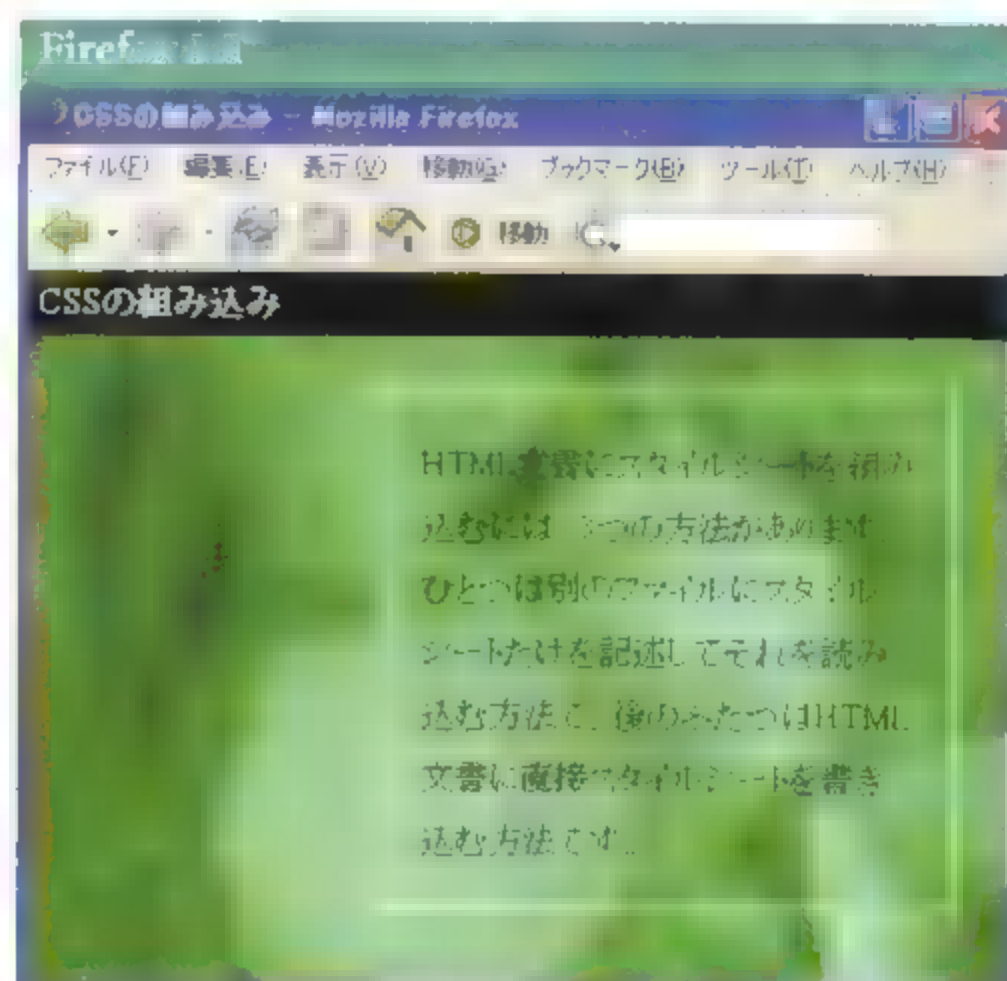 Firef
CSSの組み込み - Mozilla Firefox
ファイル(F) 編集(E) 表示(V) 移動(G) ブックマーク(B) ツール(T) ヘルプ(H)
移動 G
CSSの組み込み
HTML文書にスタイルシートを組み
込むには、3つの方法があります。
ひとつは別のファイルにスタイル
シートだけを記述してそれを読み
込む方法で、後のふたつはHTML
文書に直接スタイルシートを書き
込む方法です。